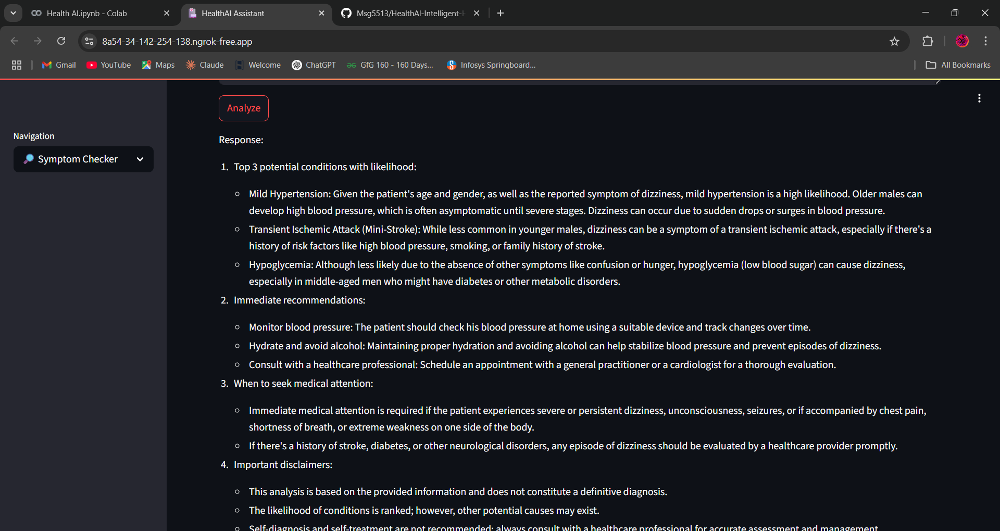 Health AI.ipynb - Colab
HealthAI Assistant
Msg5513/HealthAI-Intelligent-
8a54-34-142-254-138.ngrok-free.app
Gmail
YouTube
Maps
Claude
Welcome
ChatGPT
GfG 160 - 160 Days...
Infosys Springboard...
All Bookmarks
Navigation
Symptom Checker
Analyze
Response:
1. Top 3 potential conditions with likelihood:
Mild Hypertension: Given the patient's age and gender, as well as the reported symptom of dizziness, mild hypertension is a high likelihood. Older males can
develop high blood pressure, which is often asymptomatic until severe stages. Dizziness can occur due to sudden drops or surges in blood pressure.
Transient Ischemic Attack (Mini-Stroke): While less common in younger males, dizziness can be a symptom of a transient ischemic attack, especially if there's a
history of risk factors like high blood pressure, smoking, or family history of stroke.
Hypoglycemia: Although less likely due to the absence of other symptoms like confusion or hunger, hypoglycemia (low blood sugar) can cause dizziness,
especially in middle-aged men who might have diabetes or other metabolic disorders.
2. Immediate recommendations:
Monitor blood pressure: The patient should check his blood pressure at home using a suitable device and track changes over time.
Hydrate and avoid alcohol: Maintaining proper hydration and avoiding alcohol can help stabilize blood pressure and prevent episodes of dizziness.
Consult with a healthcare professional: Schedule an appointment with a general practitioner or a cardiologist for a thorough evaluation.
3. When to seek medical attention:
Immediate medical attention is required if the patient experiences severe or persistent dizziness, unconsciousness, seizures, or if accompanied by chest pain,
shortness of breath, or extreme weakness on one side of the body.
If there's a history of stroke, diabetes, or other neurological disorders, any episode of dizziness should be evaluated by a healthcare provider promptly.
4. Important disclaimers:
This analysis is based on the provided information and does not constitute a definitive diagnosis.
The likelihood of conditions is ranked; however, other potential causes may exist.
Self-diagnosis and self-treatment are not recommended; always consult with a healthcare professional for accurate assessment and management.